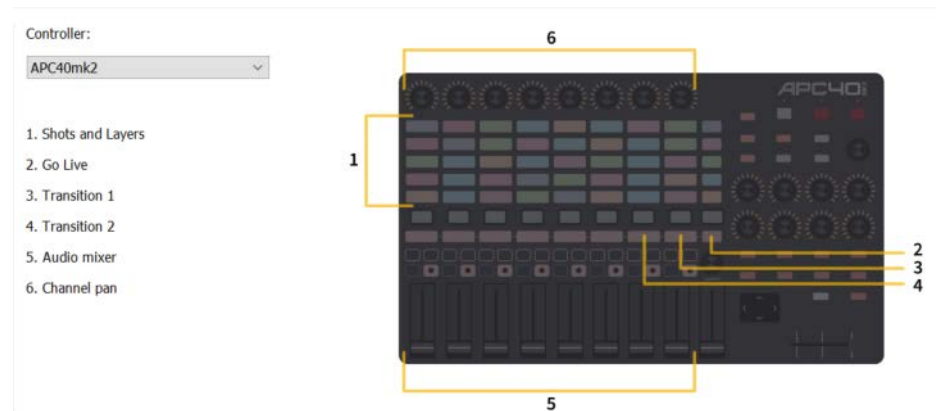 Controller:
APC40mk2
1. Shots and Layers
2. Go Live
3. Transition 1
4. Transition 2
5. Audio mixer
6. Channel pan
6
APC40
1
2
3
4
5